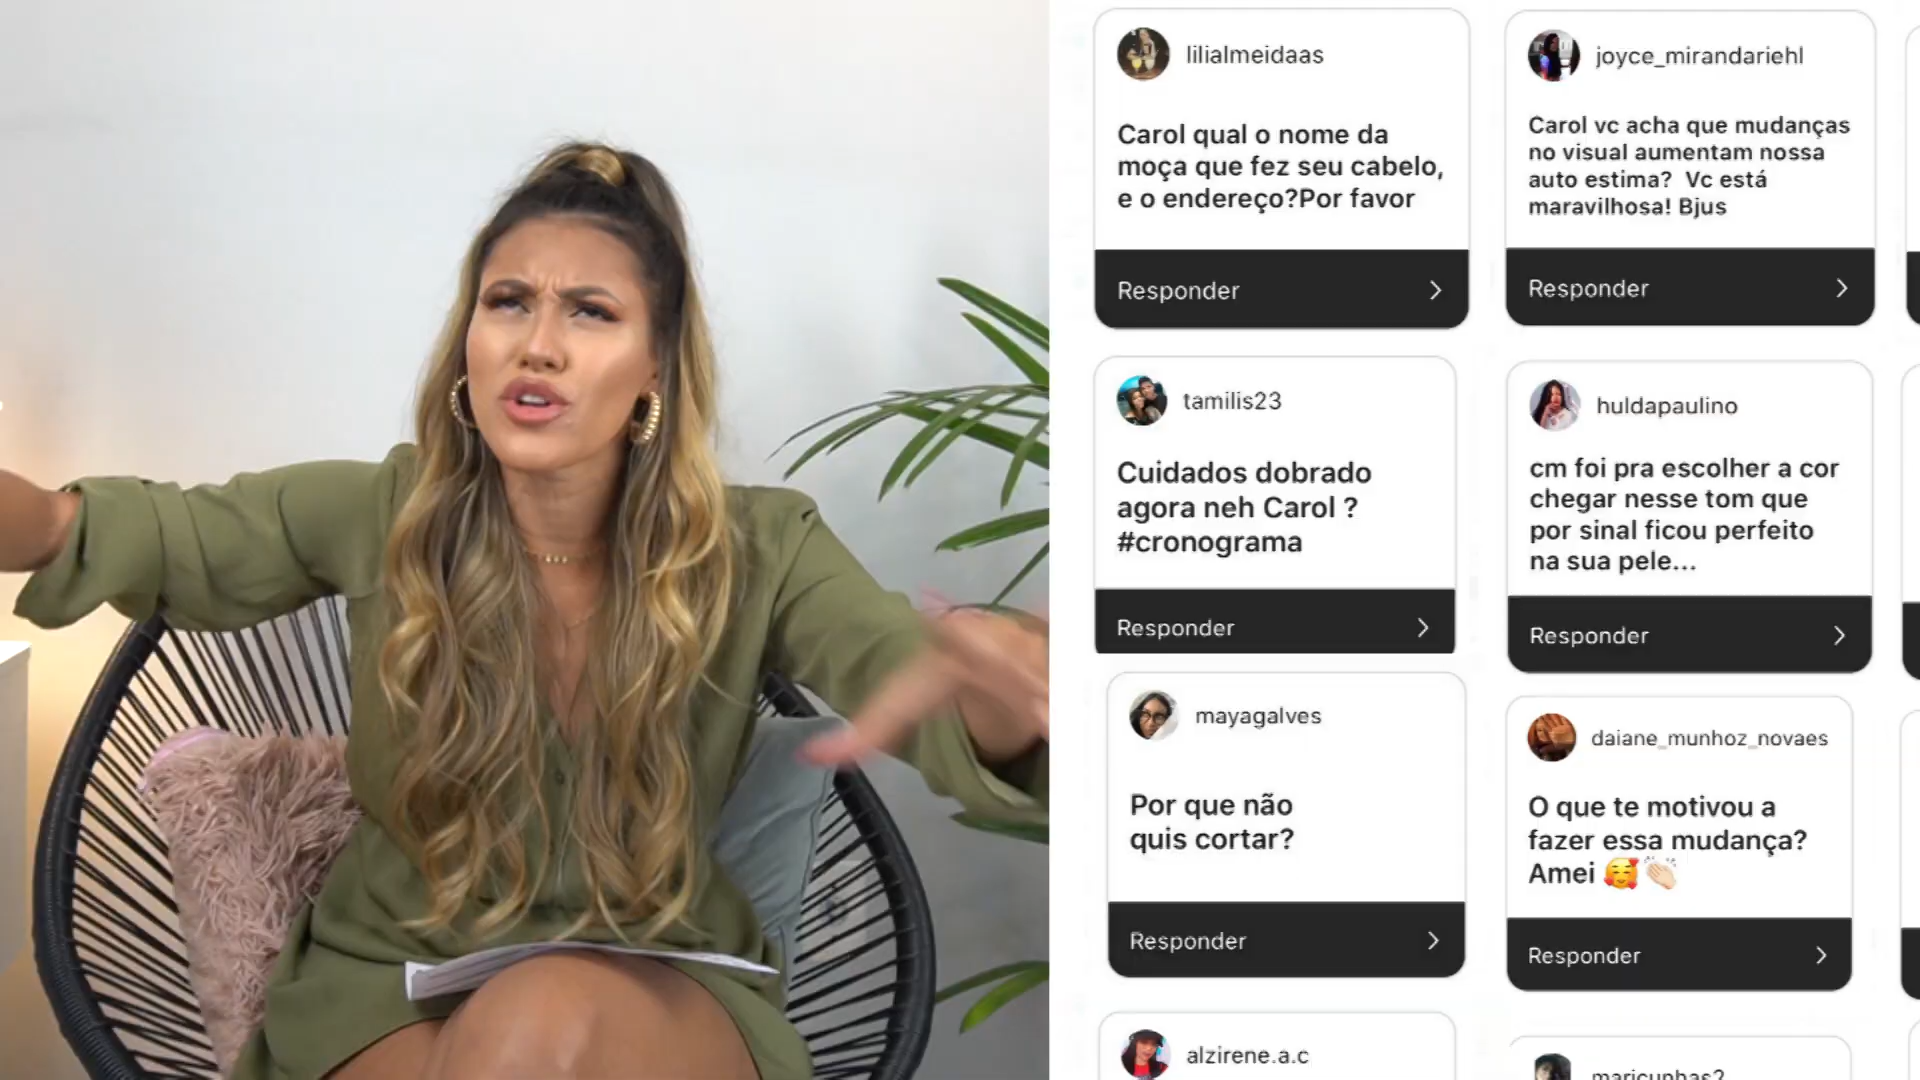 lilialmeidaas
Carol qual o nome da
moça que fez seu cabelo,
e o endereço?Por favor
Responder
joyce_mirandariehl
Carol vc acha que mudanças
no visual aumentam nossa
auto estima?  Vc está
maravilhosa! Bjus
Responder
tamilis23
Cuidados dobrado
agora neh Carol ?
#cronograma
Responder
huldapaulino
cm foi pra escolher a cor
chegar nesse tom que
por sinal ficou perfeito
na sua pele...
Responder
mayagalves
Por que não
quis cortar?
Responder
daiane_munhoz_novaes
O que te motivou a
fazer essa mudança?
Amei 🥰👏🏻
Responder
alzirene.a.c
maricunhas2